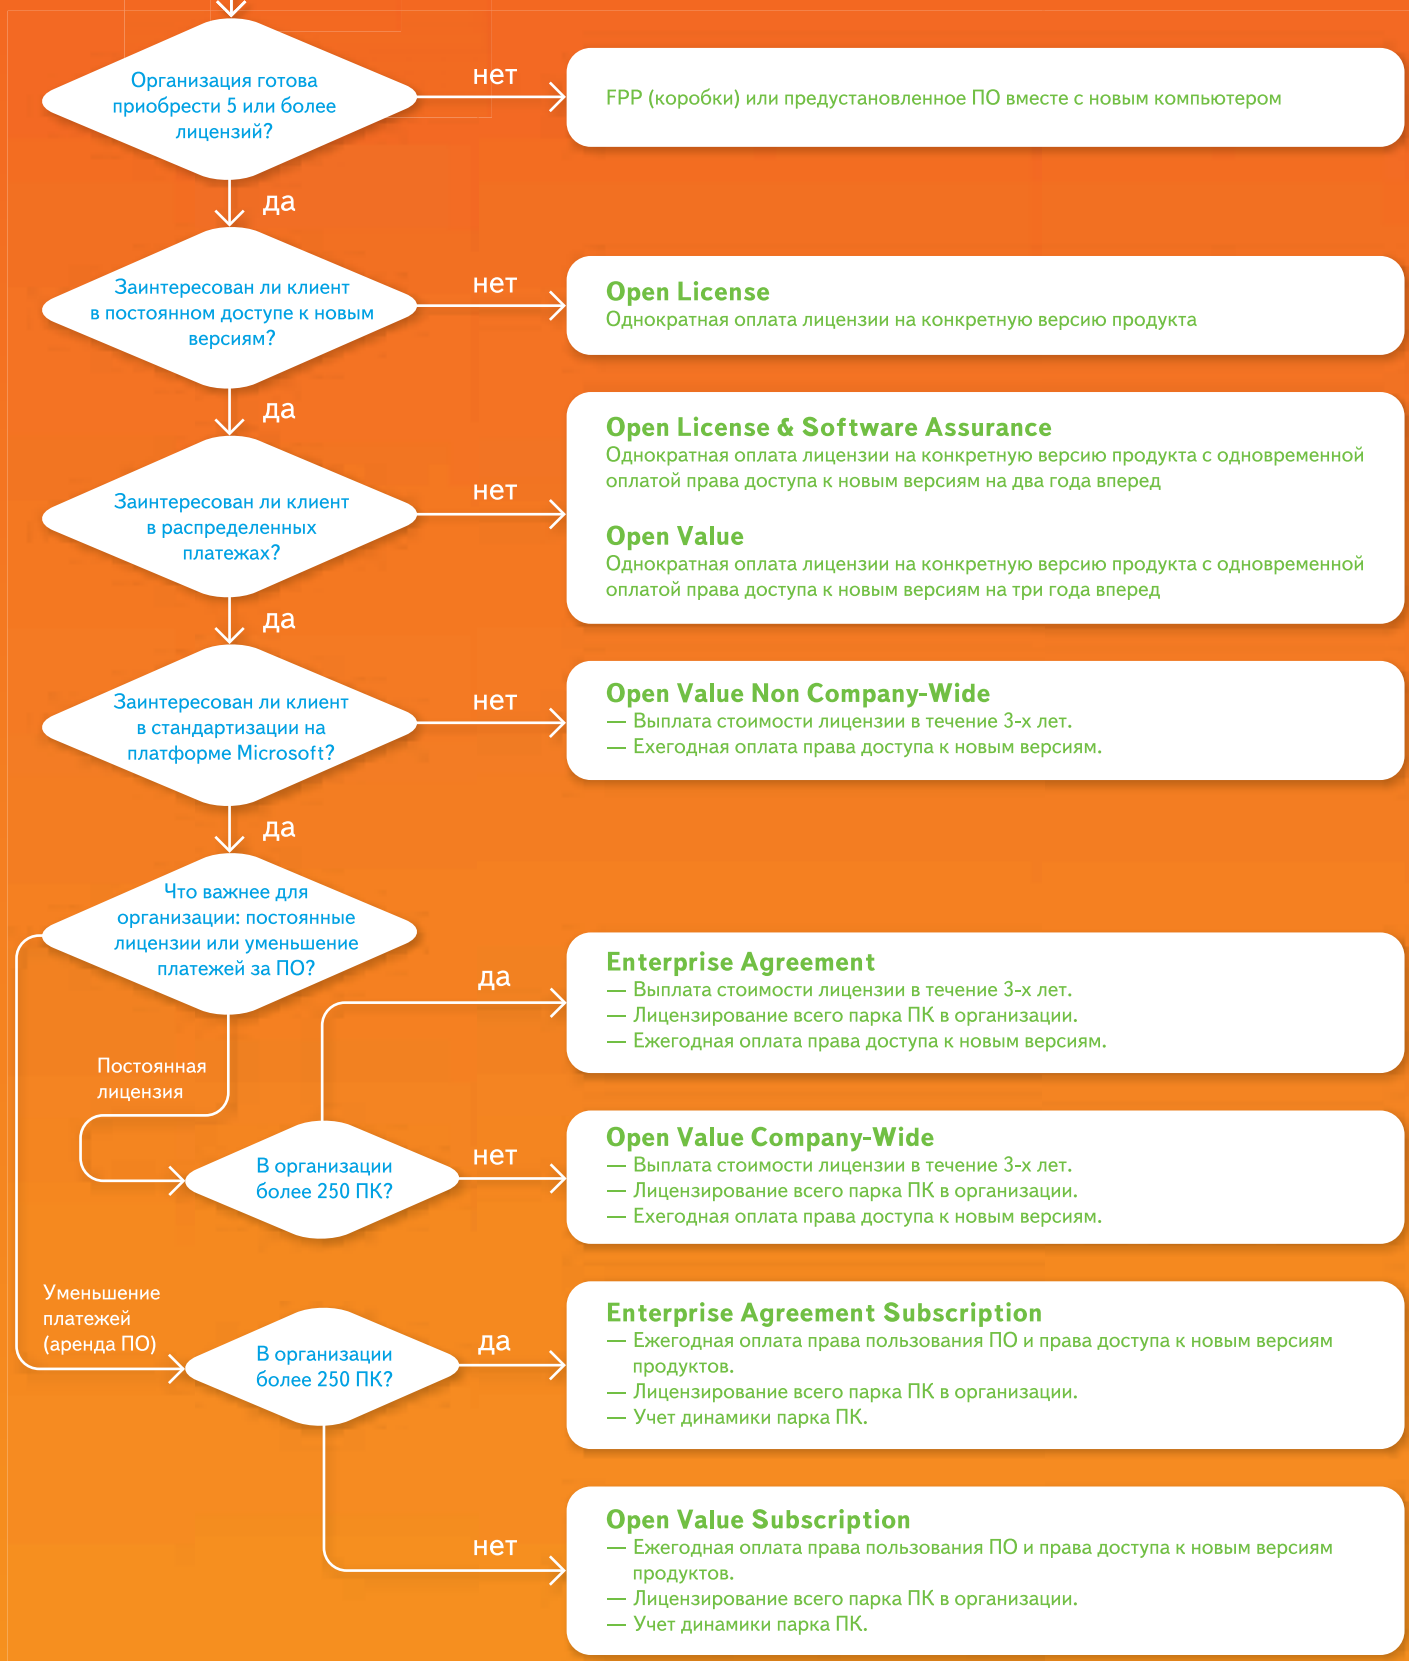 Организация готова
приобрести 5 или более
лицензий?
нет
FPP (коробки) или предустановленное ПО вместе с новым компьютером
да
Заинтересован ли клиент
в постоянном доступе к новым
версиям?
нет
Open License
Однократная оплата лицензии на конкретную версию продукта
да
Заинтересован ли клиент
в распределенных
платежах?
нет
Open License & Software Assurance
Однократная оплата лицензии на конкретную версию продукта с одновременной
оплатой права доступа к новым версиям на два года вперед
Open Value
Однократная оплата лицензии на конкретную версию продукта с одновременной
оплатой права доступа к новым версиям на три года вперед
да
Заинтересован ли клиент
в стандартизации на
платформе Microsoft?
нет
Open Value Non Company-Wide
— Выплата стоимости лицензии в течение 3-х лет.
— Ехегодная оплата права доступа к новым версиям.
да
Что важнее для
организации: постоянные
лицензии или уменьшение
платежей за ПО?
Постоянная
лицензия
да
Enterprise Agreement
— Выплата стоимости лицензии в течение 3-х лет.
— Лицензирование всего парка ПК в организации.
— Ежегодная оплата права доступа к новым версиям.
В организации
более 250 ПК?
нет
Open Value Company-Wide
— Выплата стоимости лицензии в течение 3-х лет.
— Лицензирование всего парка ПК в организации.
— Ехегодная оплата права доступа к новым версиям.
Уменьшение
платежей
(аренда ПО)
В организации
более 250 ПК?
да
Enterprise Agreement Subscription
— Ежегодная оплата права пользования ПО и права доступа к новым версиям
продуктов.
— Лицензирование всего парка ПК в организации.
— Учет динамики парка ПК.
нет
Open Value Subscription
— Ежегодная оплата права пользования ПО и права доступа к новым версиям
продуктов.
— Лицензирование всего парка ПК в организации.
— Учет динамики парка ПК.